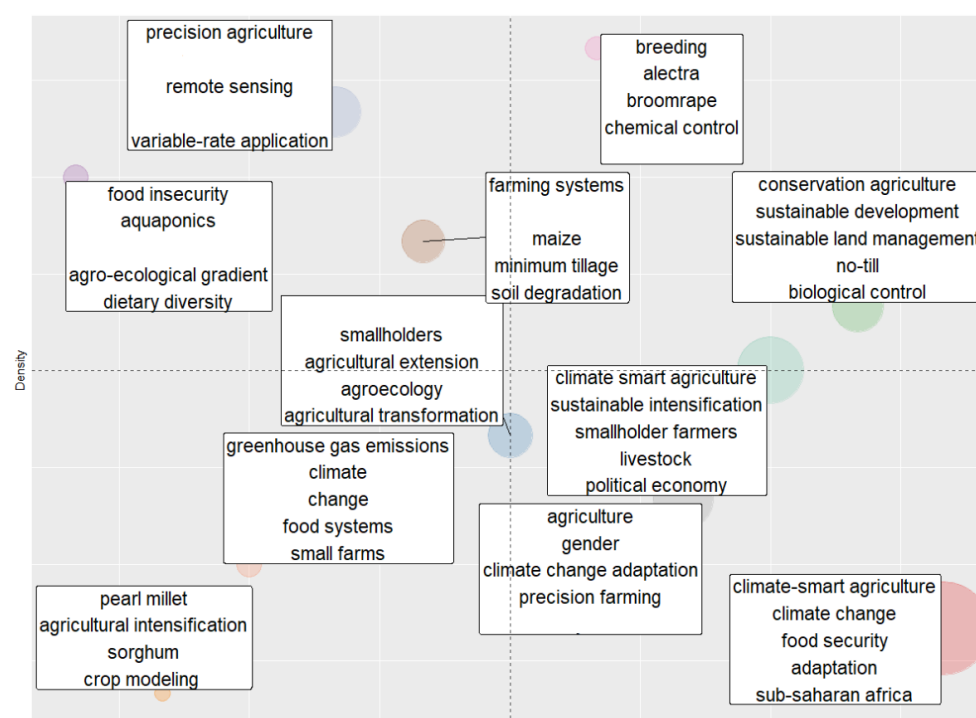 precision agriculture
remote sensing
variable-rate application
breeding
alectra
broomrape
chemical control
food insecurity
aquaponics
agro-ecological gradient
dietary diversity
farming systems
maize
minimum tillage
soil degradation
conservation agriculture
sustainable development
sustainable land management
no-till
biological control
Density
smallholders
agricultural extension
agroecology
agricultural transformation
climate smart agriculture
sustainable intensification
smallholder farmers
livestock
political economy
greenhouse gas emissions
climate
change
food systems
small farms
agriculture
gender
climate change adaptation
precision farming
pearl millet
agricultural intensification
sorghum
crop modeling
climate-smart agriculture
climate change
food security
adaptation
sub-saharan africa